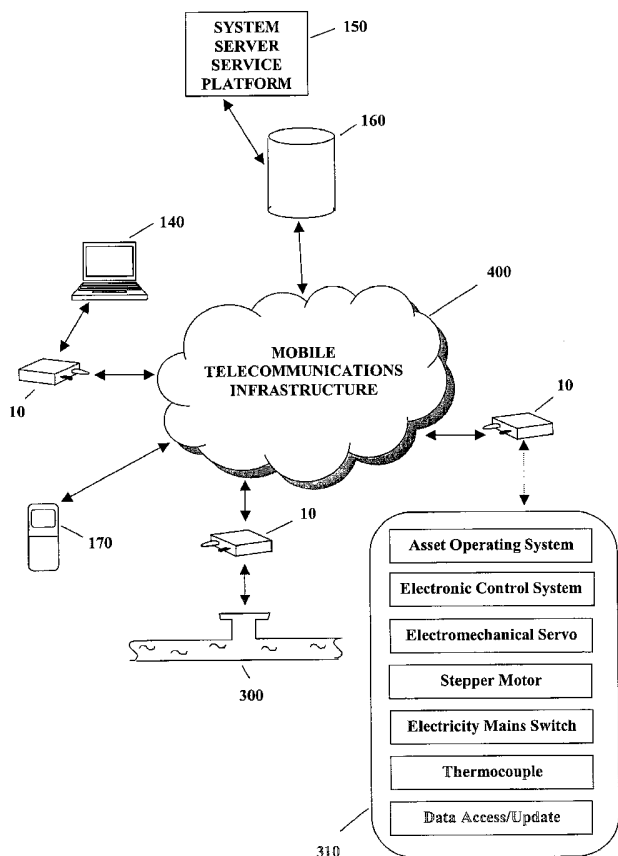 SYSTEM
SERVER
SERVICE
PLATFORM
150
160
140
400
MOBILE
TELECOMMUNICATIONS
INFRASTRUCTURE
10
10
170
10
300
Asset Operating System
Electronic Control System
Electromechanical Servo
Stepper Motor
Electricity Mains Switch
Thermocouple
Data Access/Update
310